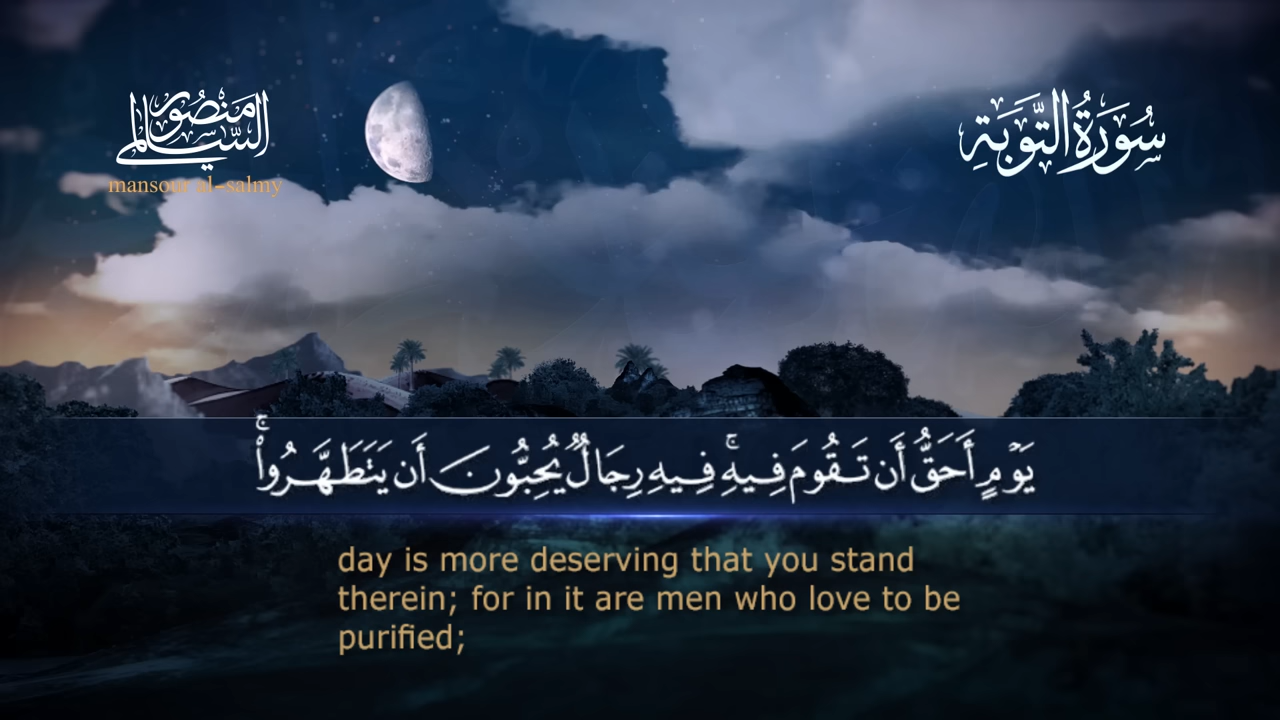 منصور السالمي
mansour al-salmy
سُورَةُ التَّوبَةِ
يَوۡمٍ أَحَقُّ أَن تَقُومَ فِيهِۚ فِيهِ رِجَالٞ يُحِبُّونَ أَن يَتَطَهَّرُواْۚ
day is more deserving that you stand
therein; for in it are men who love to be
purified;